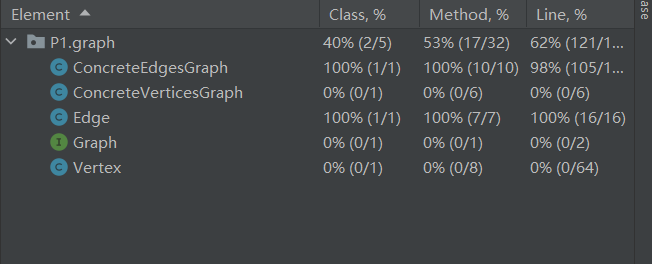 Element Class, % Method, % Line, %
P1.graph 40% (2/5) 53% (17/32) 62% (121/1...
ConcreteEdgesGraph 100% (1/1) 100% (10/10) 98% (105/1...
ConcreteVerticesGraph 0% (0/1) 0% (0/6) 0% (0/6)
Edge 100% (1/1) 100% (7/7) 100% (16/16)
Graph 0% (0/1) 0% (0/1) 0% (0/2)
Vertex 0% (0/1) 0% (0/8) 0% (0/64)
ase